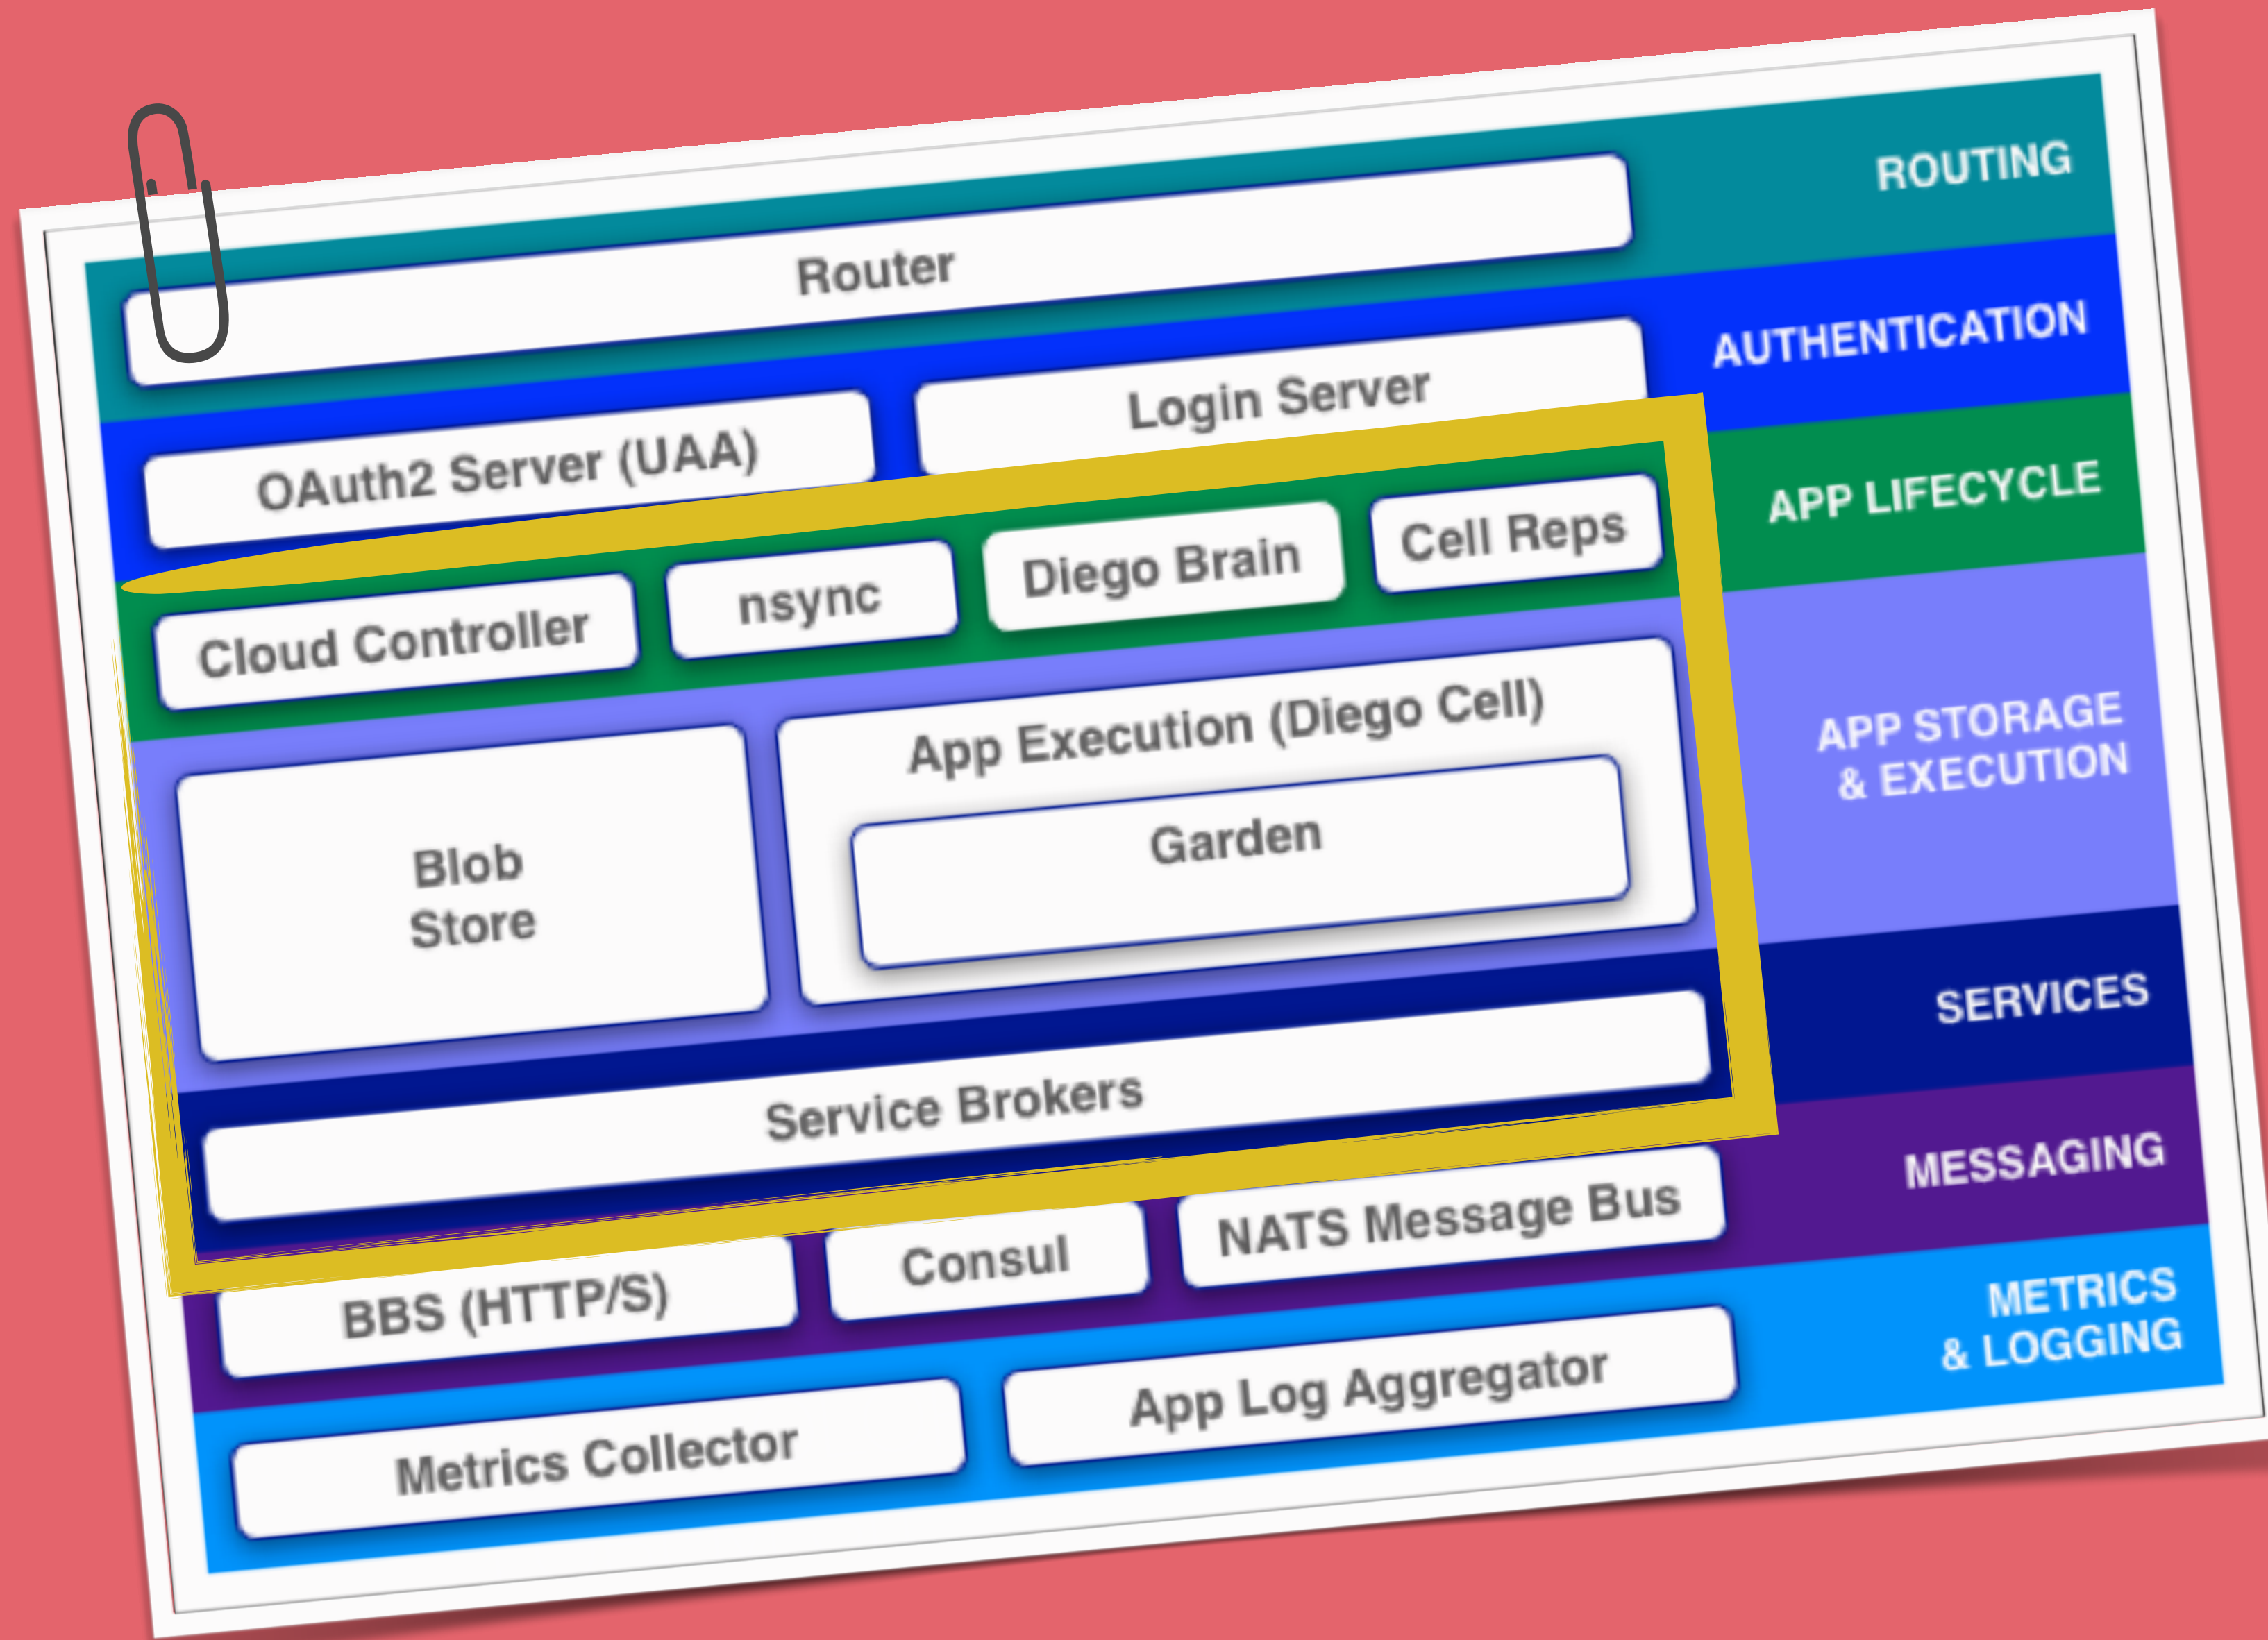 Router
ROUTING
OAuth2 Server (UAA)
Login Server
AUTHENTICATION
Cloud Controller
nsync
Diego Brain
Cell Reps
APP LIFECYCLE
Blob
Store
App Execution (Diego Cell)
Garden
APP STORAGE
& EXECUTION
Service Brokers
SERVICES
BBS (HTTP/S)
Consul
NATS Message Bus
MESSAGING
Metrics Collector
App Log Aggregator
METRICS
& LOGGING